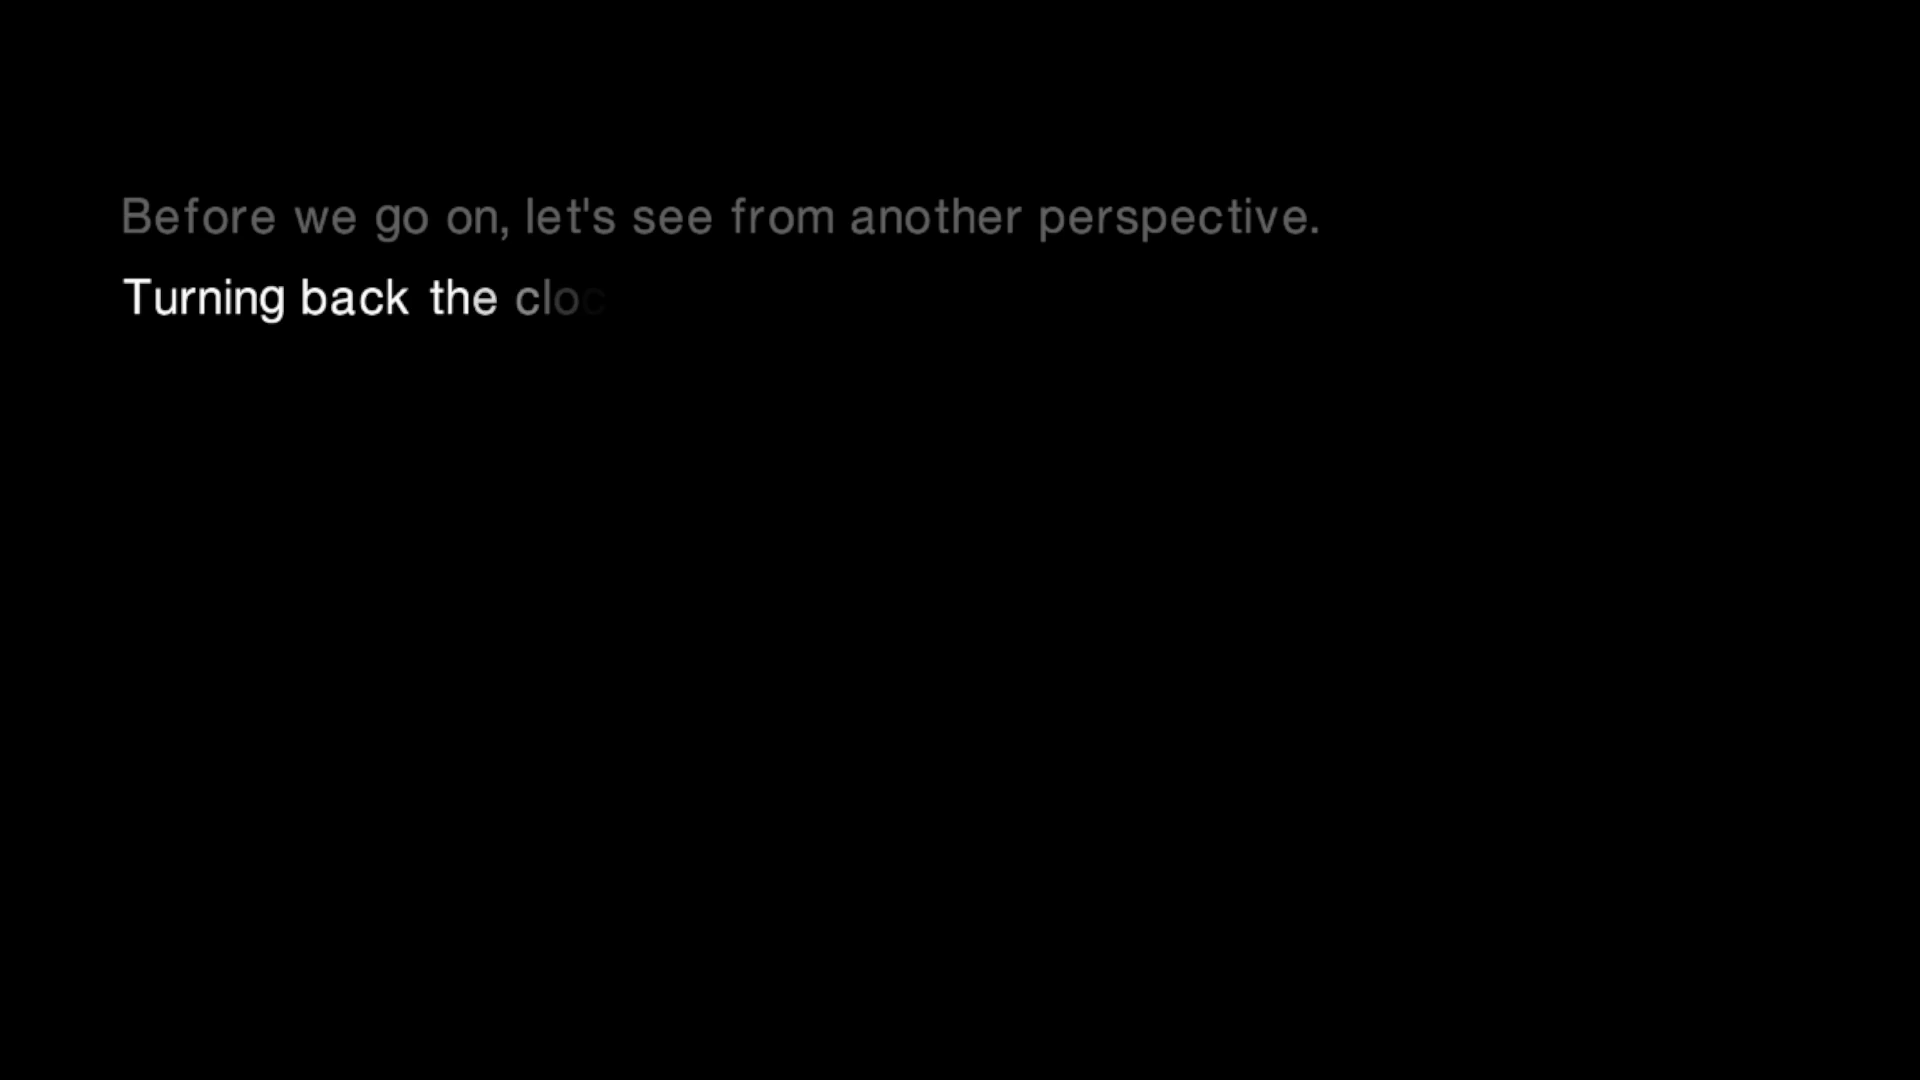 Before we go on, let's see from another perspective.
Turning back the cloc